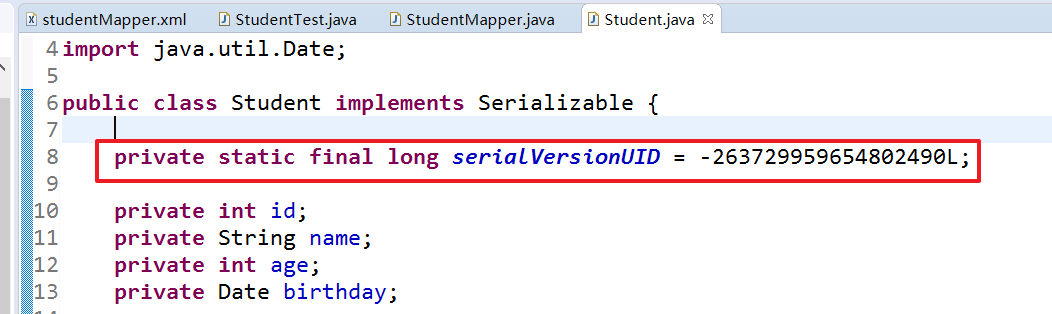 studentMapper.xml StudentTest.java StudentMapper.java Student.java
4 import java.util.Date;
5
6 public class Student implements Serializable {
7
8 private static final long serialVersionUID = -263729959654802490L;
9
10 private int id;
11 private String name;
12 private int age;
13 private Date birthday;